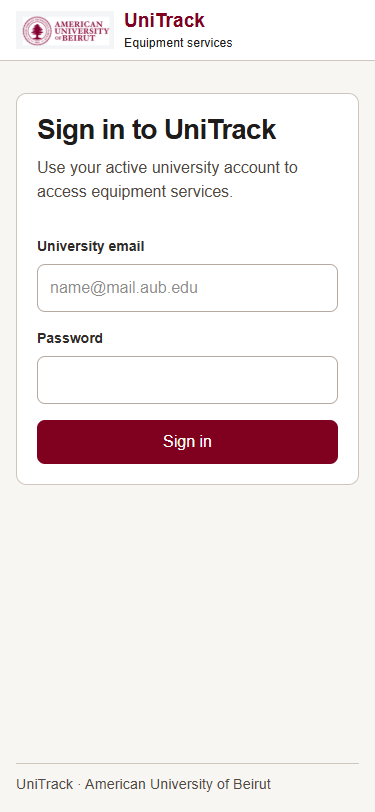 AMERICAN
UNIVERSITY
OF BEIRUT
UniTrack
Equipment services
Sign in to UniTrack
Use your active university account to
access equipment services.
University email
name@mail.aub.edu
Password
Sign in
UniTrack · American University of Beirut